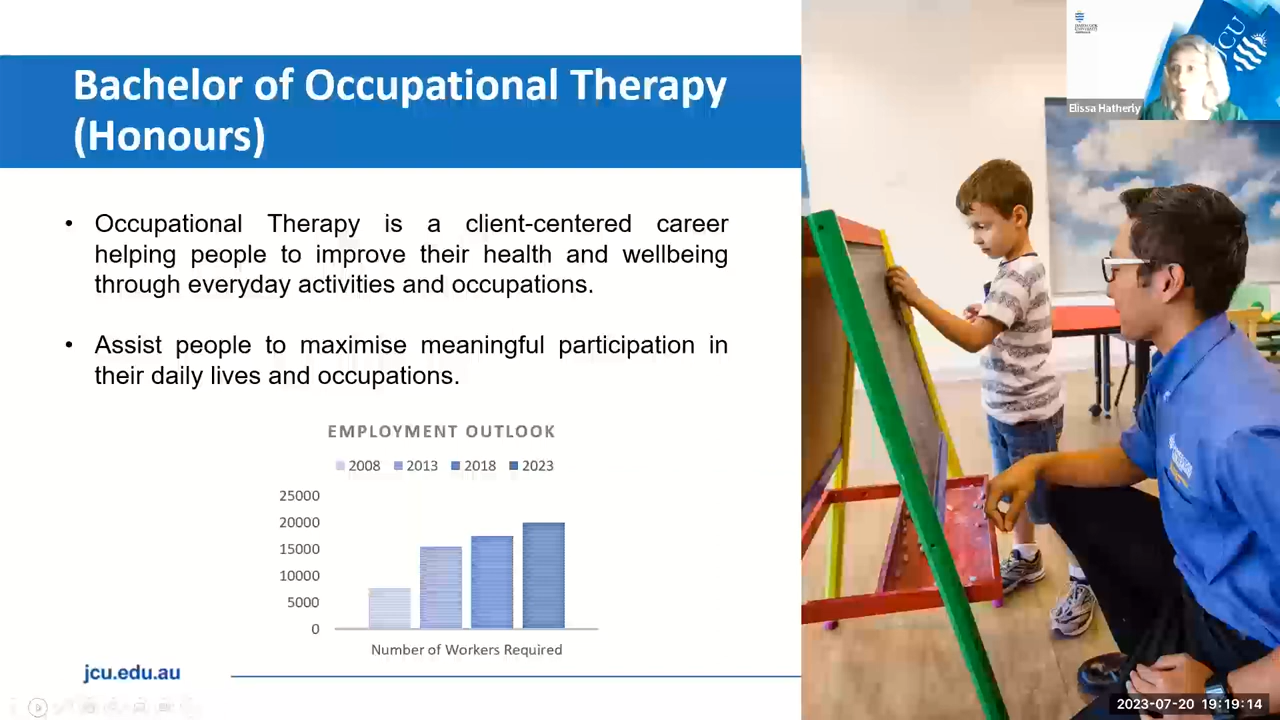 Bachelor of Occupational Therapy
(Honours)
Elissa Hatherly
• Occupational Therapy is a client-centered career
helping people to improve their health and wellbeing
through everyday activities and occupations.
• Assist people to maximise meaningful participation in
their daily lives and occupations.
EMPLOYMENT OUTLOOK
2008 2013 2018 2023
25000
20000
15000
10000
5000
0
Number of Workers Required
jcu.edu.au
JCU
2023-07-20 19:19:14